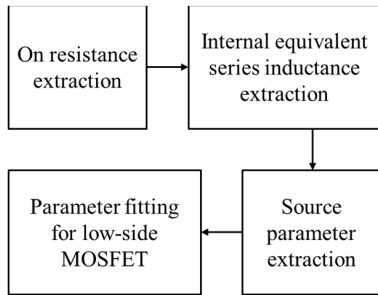 On resistance
extraction
Internal equivalent
series inductance
extraction
Source
parameter
extraction
Parameter fitting
for low-side
MOSFET